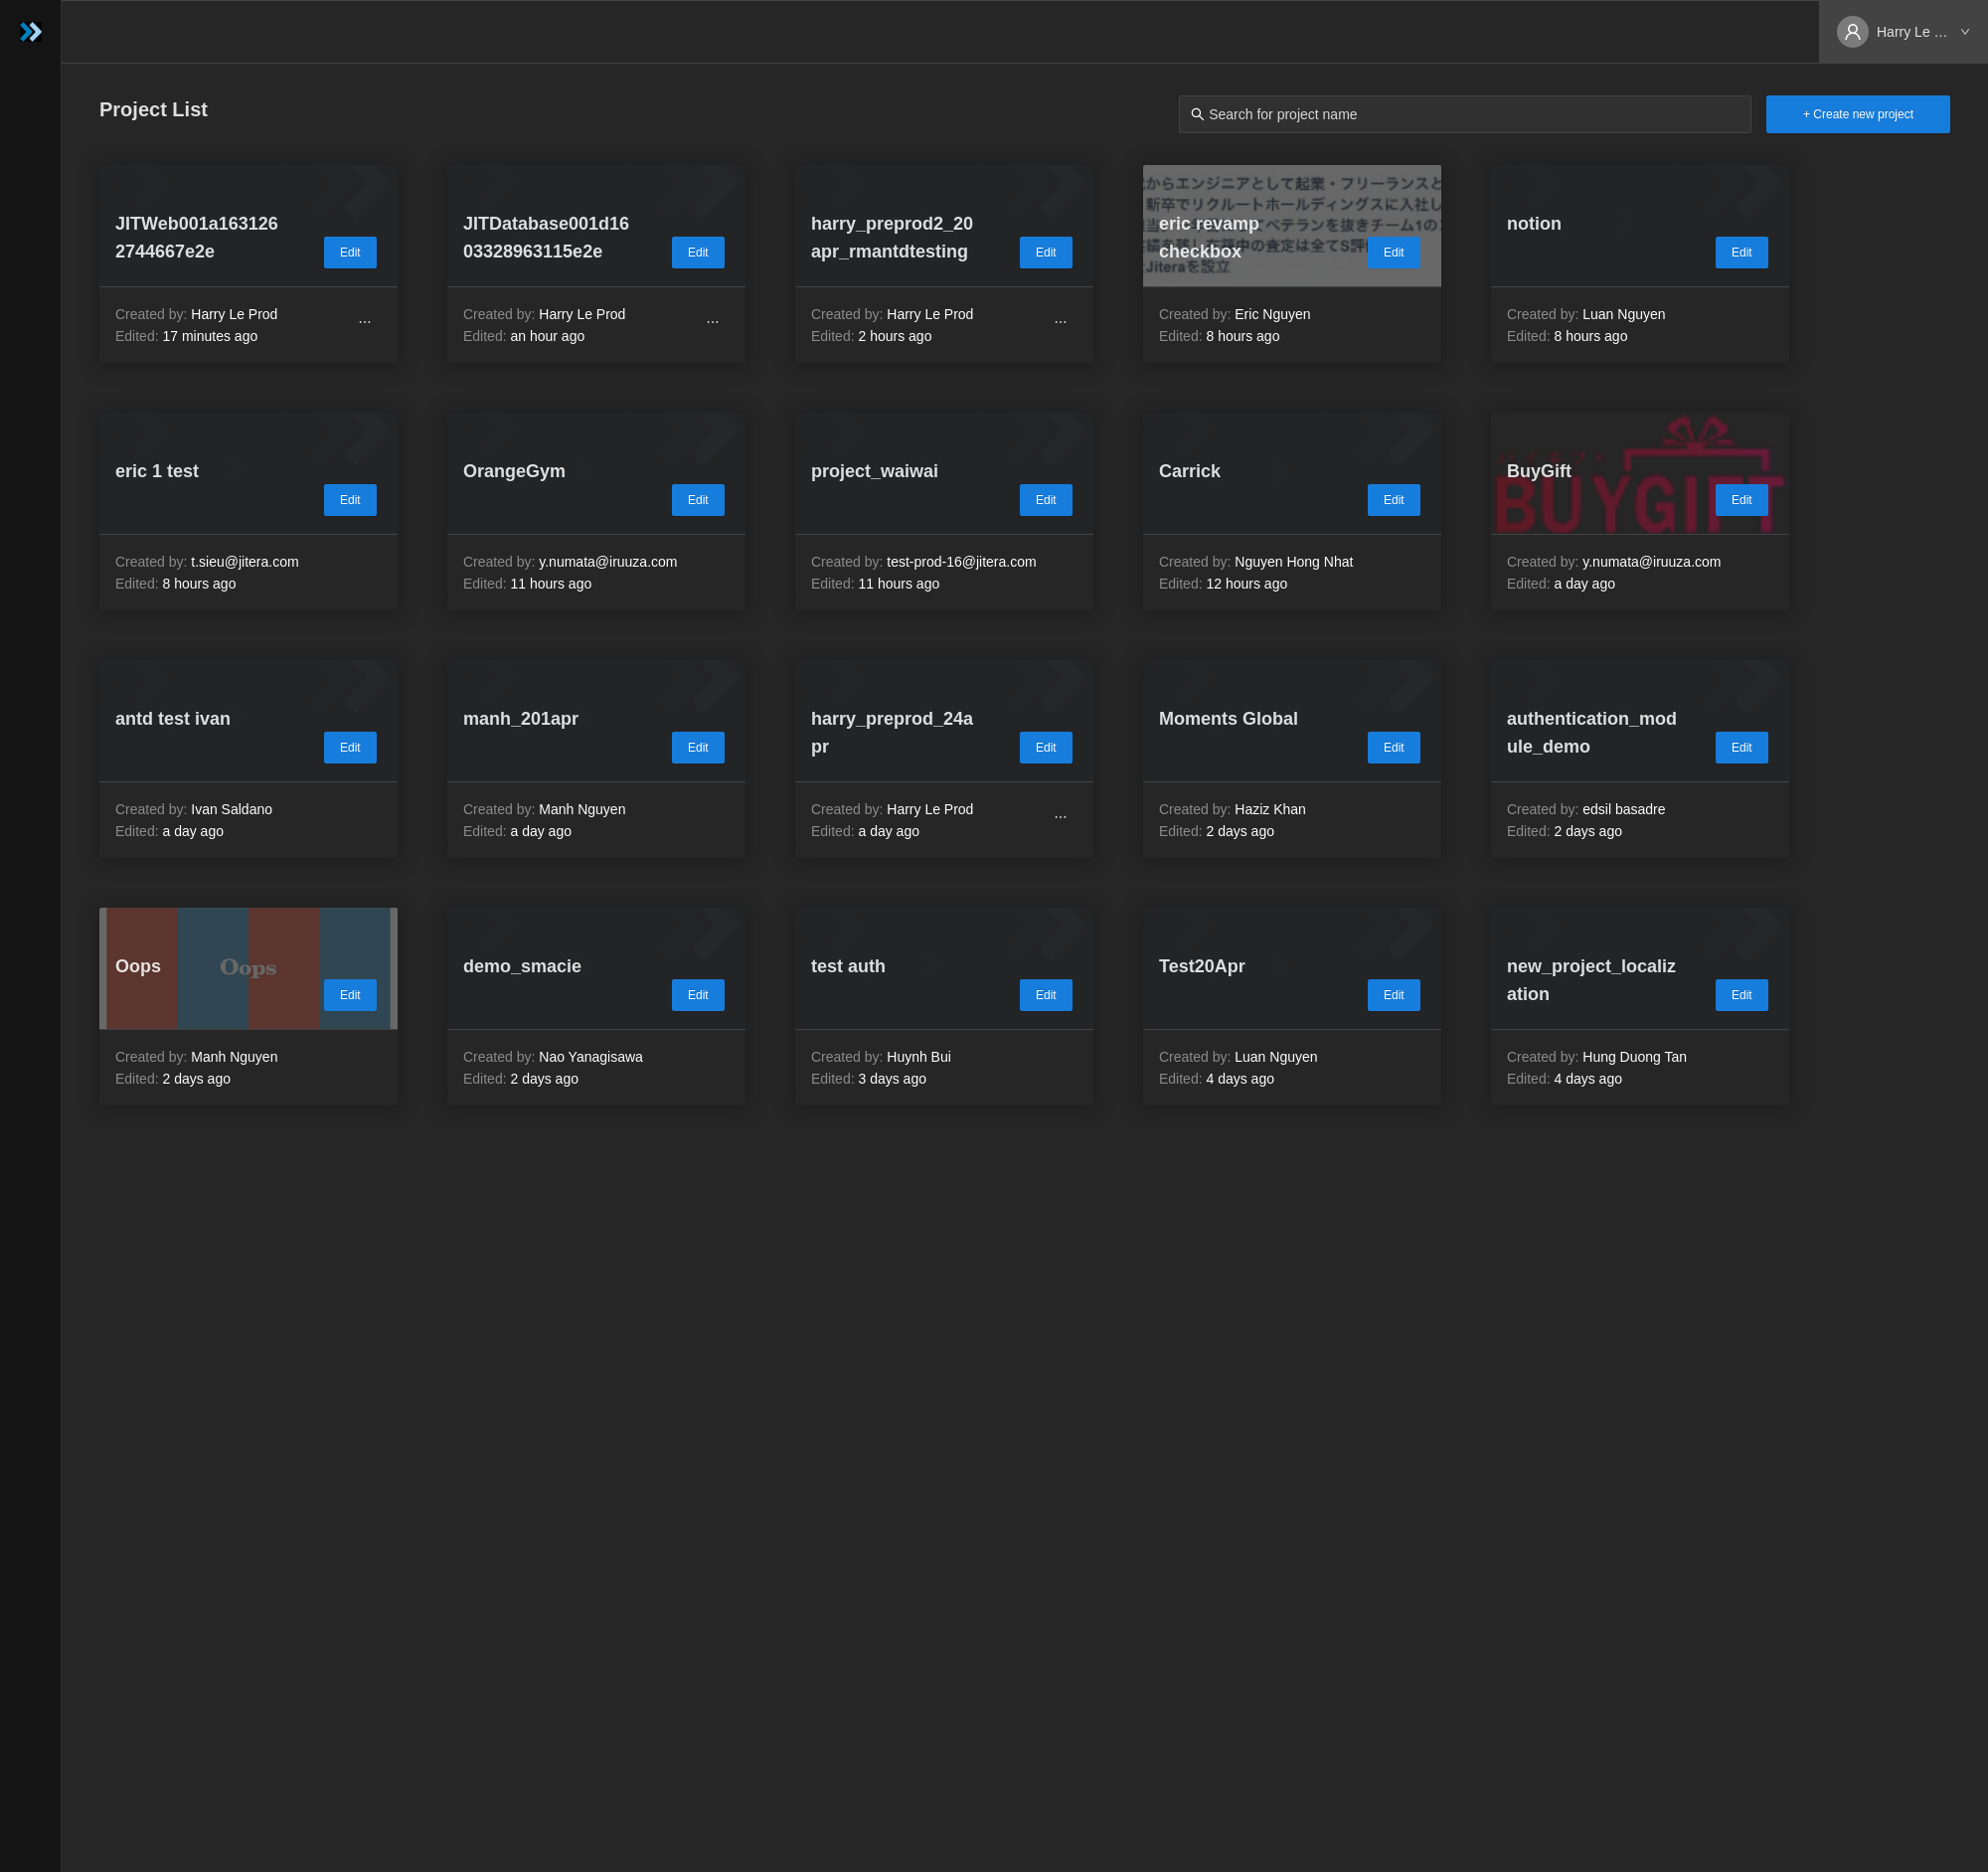 Harry Le …
Project List
Search for project name
+ Create new project
JITWeb001a163126
2744667e2e
Edit
Created by: Harry Le Prod
Edited: 17 minutes ago
...
JITDatabase001d16
03328963115e2e
Edit
Created by: Harry Le Prod
Edited: an hour ago
...
harry_preprod2_20
apr_rmantdtesting
Edit
Created by: Harry Le Prod
Edited: 2 hours ago
...
からエンジニアとして起業・フリーランスと
新卒でリクルートホールディングスに入社し
てベテランを抜きチーム1の
中の査定は全てS評
Jiteraを設立
eric revamp
checkbox
Edit
Created by: Eric Nguyen
Edited: 8 hours ago
notion
Edit
Created by: Luan Nguyen
Edited: 8 hours ago
eric 1 test
Edit
Created by: t.sieu@jitera.com
Edited: 8 hours ago
OrangeGym
Edit
Created by: y.numata@iruuza.com
Edited: 11 hours ago
project_waiwai
Edit
Created by: test-prod-16@jitera.com
Edited: 11 hours ago
Carrick
Edit
Created by: Nguyen Hong Nhat
Edited: 12 hours ago
BuyGift
BUYGIFT
Edit
Created by: y.numata@iruuza.com
Edited: a day ago
antd test ivan
Edit
Created by: Ivan Saldano
Edited: a day ago
manh_201apr
Edit
Created by: Manh Nguyen
Edited: a day ago
harry_preprod_24a
pr
Edit
Created by: Harry Le Prod
Edited: a day ago
...
Moments Global
Edit
Created by: Haziz Khan
Edited: 2 days ago
authentication_mod
ule_demo
Edit
Created by: edsil basadre
Edited: 2 days ago
Oops
Oops
Edit
Created by: Manh Nguyen
Edited: 2 days ago
demo_smacie
Edit
Created by: Nao Yanagisawa
Edited: 2 days ago
test auth
Edit
Created by: Huynh Bui
Edited: 3 days ago
Test20Apr
Edit
Created by: Luan Nguyen
Edited: 4 days ago
new_project_localiz
ation
Edit
Created by: Hung Duong Tan
Edited: 4 days ago